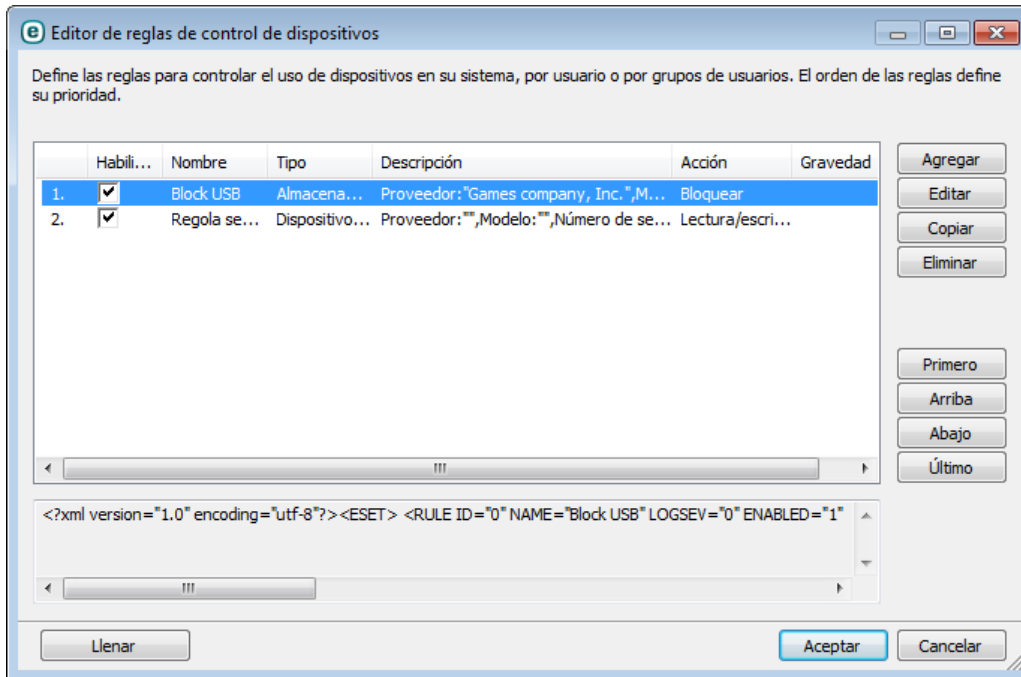 Editor de reglas de control de dispositivos
Define las reglas para controlar el uso de dispositivos en su sistema, por usuario o por grupos de usuarios. El orden de las reglas define
su prioridad.
Habili... Nombre Tipo Descripción Acción Gravedad
1. Block USB Almacena... Proveedor:"Games company, Inc.",M... Bloquear
2. Regola se... Dispositivo... Proveedor:"",Modelo:"",Número de se... Lectura/escri...
Agregar
Editar
Copiar
Eliminar
Primero
Arriba
Abajo
Último
<?xml version="1.0" encoding="utf-8"?><ESET> <RULE ID="0" NAME="Block USB" LOGSEV="0" ENABLED="1"
Llenar
Aceptar
Cancelar